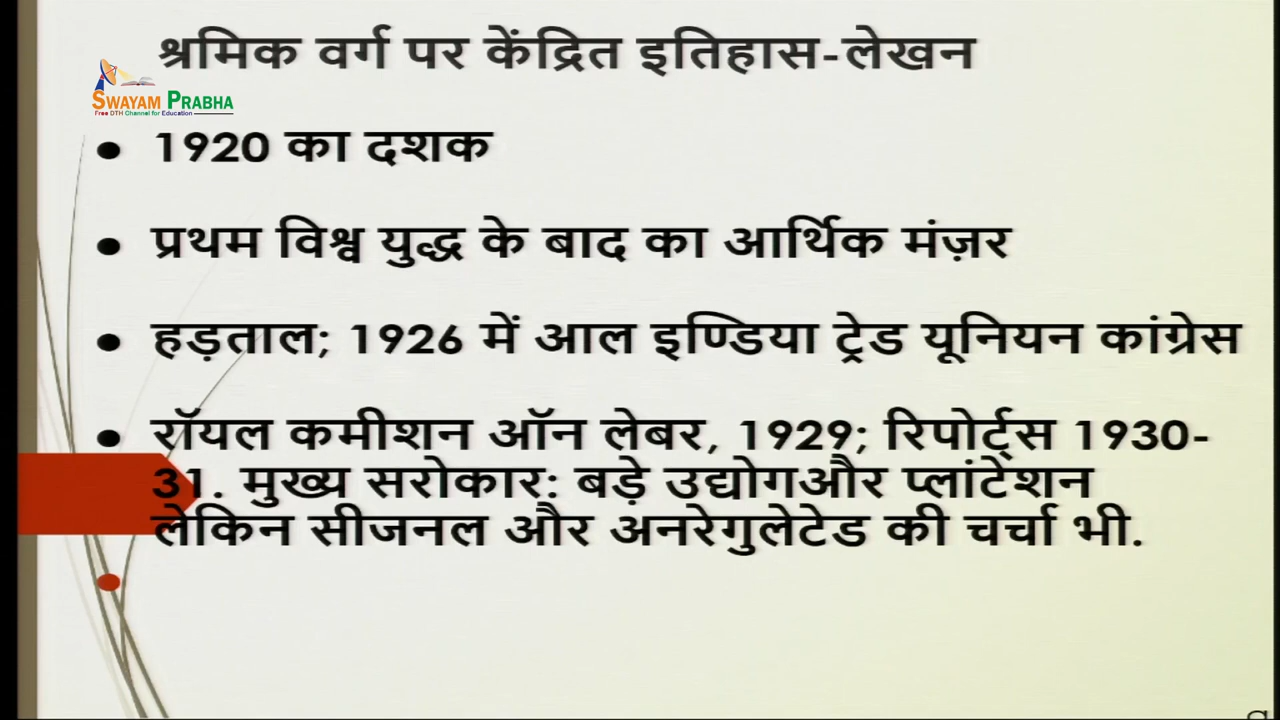 श्रमिक वर्ग पर केंद्रित इतिहास-लेखन
SWAYAM PRABHA
Free DTH Channel for Education
• 1920 का दशक
• प्रथम विश्व युद्ध के बाद का आर्थिक मंज़र
• हड़ताल; 1926 में आल इण्डिया ट्रेड यूनियन कांग्रेस
• रॉयल कमीशन ऑन लेबर, 1929; रिपोर्ट्स 1930-
31. मुख्य सरोकार: बड़े उद्योगऔर प्लांटेशन
लेकिन सीजनल और अनरेगुलेटेड की चर्चा भी.
•